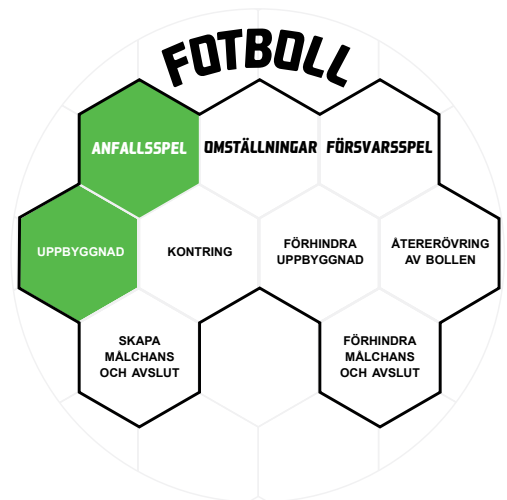 FOTBOLL
ANFALLSSPEL
OMSTÄLLNINGAR
FÖRSVARSSPEL
UPPBYGGNAD
KONTRING
FÖRHINDRA
UPPBYGGNAD
ÅTERERÖVRING
AV BOLLEN
SKAPA
MÅLCHANS
OCH AVSLUT
FÖRHINDRA
MÅLCHANS
OCH AVSLUT